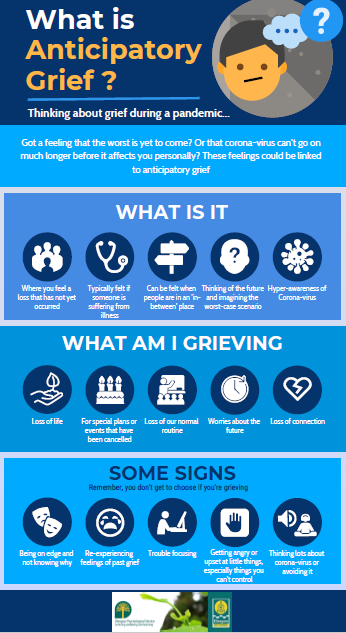 What is
Anticipatory
Grief ?
?
Thinking about grief during a pandemic...
Got a feeling that the worst is yet to come? Or that corona-virus can't go on
much longer before it affects you personally? These feelings could be linked
to anticipatory grief
WHAT IS IT
?
Where you feel a
loss that has not yet
occurred
Typically felt if
someone is
suffering from
illness
Can be felt when
people are in an 'in-
between' place
Thinking of the future
and imagining the
worst-case scenario
Hyper-awareness of
Corona-virus
WHAT AM I GRIEVING
Loss of life
For special plans or
events that have
been cancelled
Loss of our normal
routine
Worries about the
future
Loss of connection
SOME SIGNS
Remember, you don't get to choose if you're grieving
Being on edge and
not knowing why
Re-experiencing
feelings of past grief
Trouble focusing
Getting angry or
upset at little things,
especially things you
can't control
Thinking lots about
corona-virus or
avoiding it